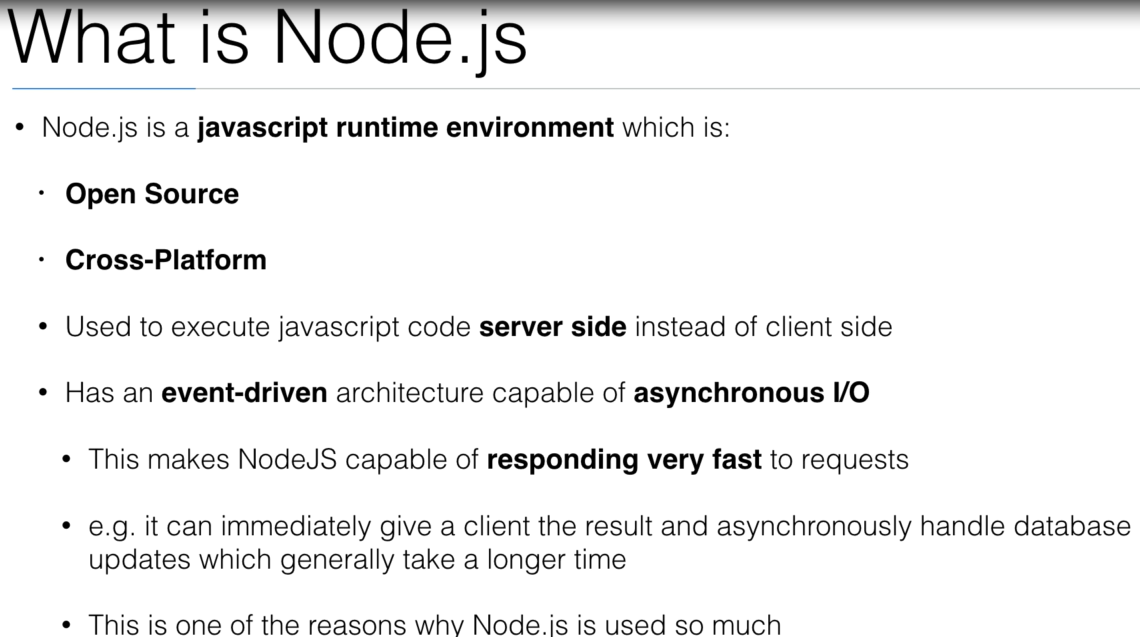 What is Node.js
• Node.js is a javascript runtime environment which is:
• Open Source
• Cross-Platform
• Used to execute javascript code server side instead of client side
• Has an event-driven architecture capable of asynchronous I/O
• This makes NodeJS capable of responding very fast to requests
• e.g. it can immediately give a client the result and asynchronously handle database
updates which generally take a longer time
• This is one of the reasons why Node.js is used so much